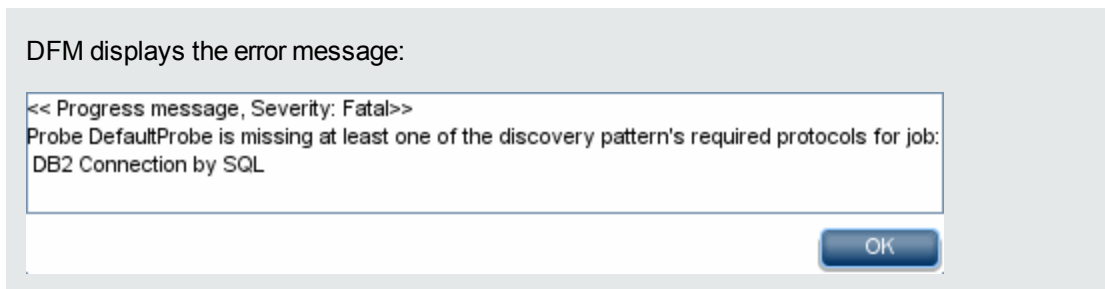 DFM displays the error message:
<< Progress message, Severity: Fatal>>
Probe DefaultProbe is missing at least one of the discovery pattern's required protocols for job:
DB2 Connection by SQL
OK